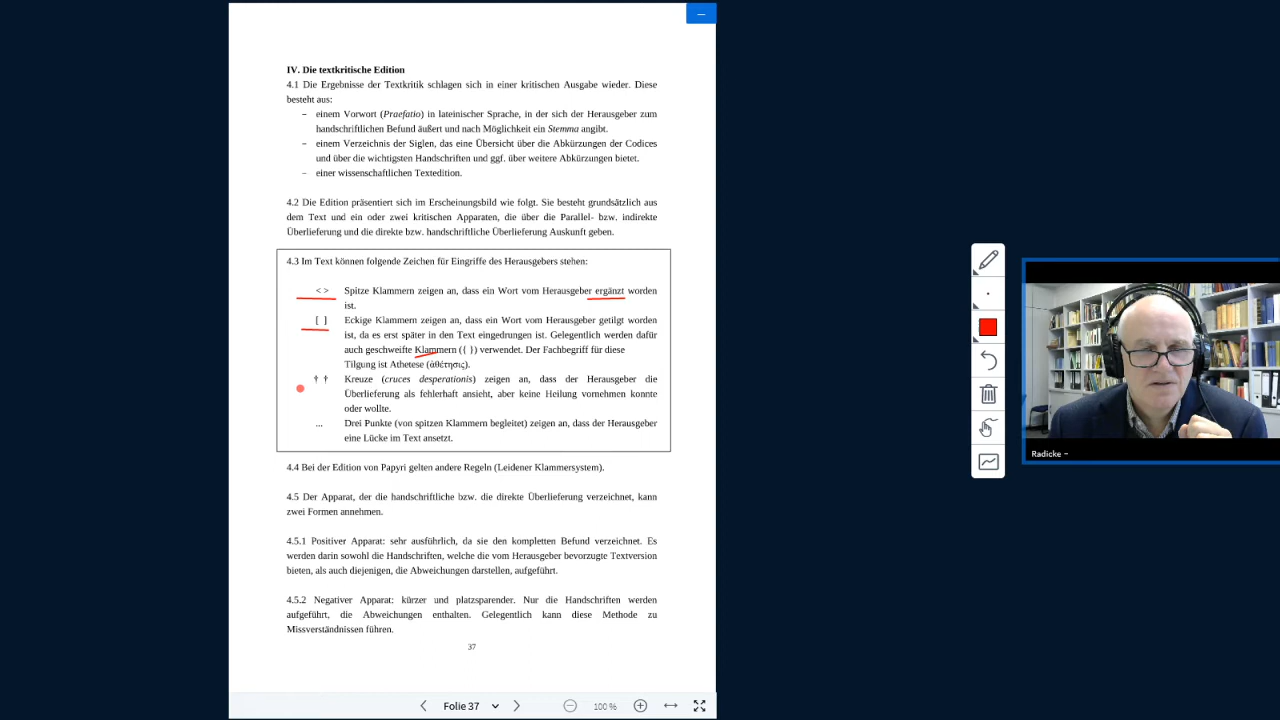 IV. Die textkritische Edition
4.1 Die Ergebnisse der Textkritik schlagen sich in einer kritischen Ausgabe wieder. Diese
besteht aus:
– einem Vorwort (Praefatio) in lateinischer Sprache, in der sich der Herausgeber zum
handschriftlichen Befund äußert und nach Möglichkeit ein Stemma angibt.
– einem Verzeichnis der Siglen, das eine Übersicht über die Abkürzungen der Codices
und über die wichtigsten Handschriften und ggf. über weitere Abkürzungen bietet.
– einer wissenschaftlichen Textedition.
4.2 Die Edition präsentiert sich im Erscheinungsbild wie folgt. Sie besteht grundsätzlich aus
dem Text und ein oder zwei kritischen Apparaten, die über die Parallel- bzw. indirekte
Überlieferung und die direkte bzw. handschriftliche Überlieferung Auskunft geben.
4.3 Im Text können folgende Zeichen für Eingriffe des Herausgebers stehen:
< > Spitze Klammern zeigen an, dass ein Wort vom Herausgeber ergänzt worden
ist.
[ ] Eckige Klammern zeigen an, dass ein Wort vom Herausgeber getilgt worden
ist, da es erst später in den Text eingedrungen ist. Gelegentlich werden dafür
auch geschweifte Klammern ({ }) verwendet. Der Fachbegriff für diese
Tilgung ist Athetese (ἀθέτησις).
† † Kreuze (cruces desperationis) zeigen an, dass der Herausgeber die
Überlieferung als fehlerhaft ansieht, aber keine Heilung vornehmen konnte
oder wollte.
... Drei Punkte (von spitzen Klammern begleitet) zeigen an, dass der Herausgeber
eine Lücke im Text ansetzt.
4.4 Bei der Edition von Papyri gelten andere Regeln (Leidener Klammersystem).
4.5 Der Apparat, der die handschriftliche bzw. die direkte Überlieferung verzeichnet, kann
zwei Formen annehmen.
4.5.1 Positiver Apparat: sehr ausführlich, da sie den kompletten Befund verzeichnet. Es
werden darin sowohl die Handschriften, welche die vom Herausgeber bevorzugte Textversion
bieten, als auch diejenigen, die Abweichungen darstellen, aufgeführt.
4.5.2 Negativer Apparat: kürzer und platzsparender. Nur die Handschriften werden
aufgeführt, die Abweichungen enthalten. Gelegentlich kann diese Methode zu
Missverständnissen führen.
37
Folie 37
100 %
Radicke –